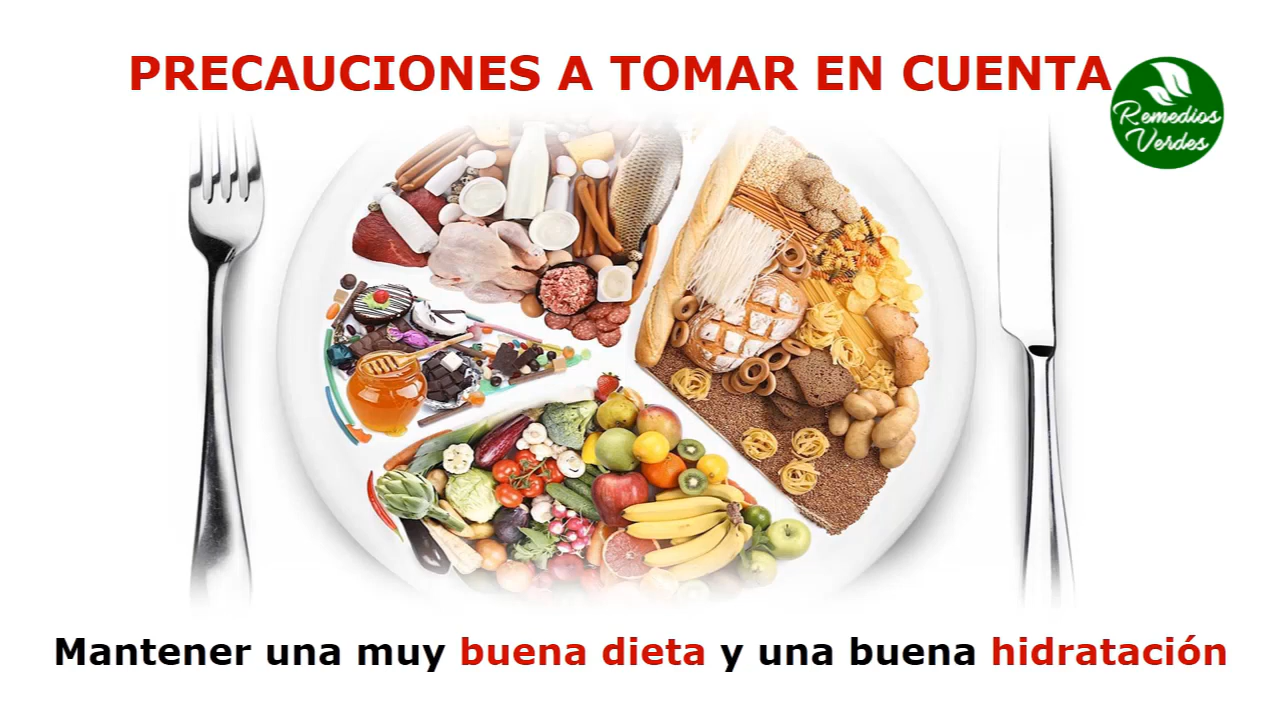 PRECAUCIONES A TOMAR EN CUENTA
Remedios
Verdes
Mantener una muy buena dieta y una buena hidratación